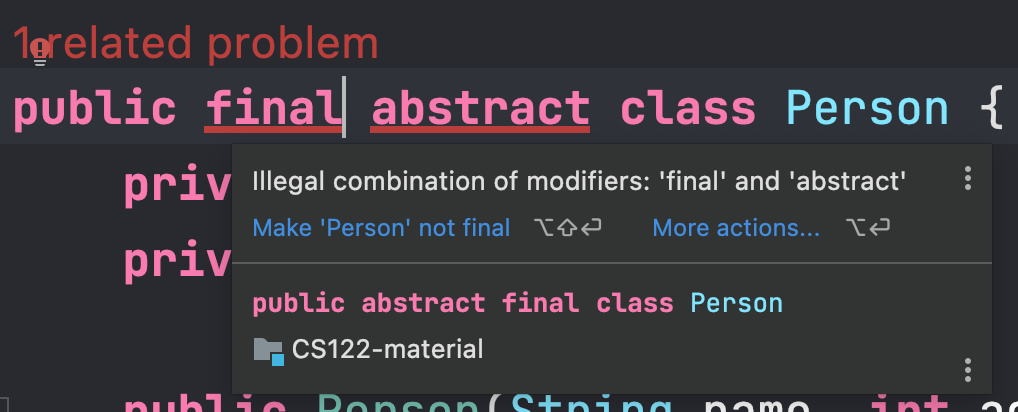 1 related problem
public final abstract class Person {
priv
Illegal combination of modifiers: 'final' and 'abstract'
Make 'Person' not final ⌥⇧⏎ More actions... ⌥⏎
priv
public abstract final class Person
CS122-material
public Person(String name, int ag